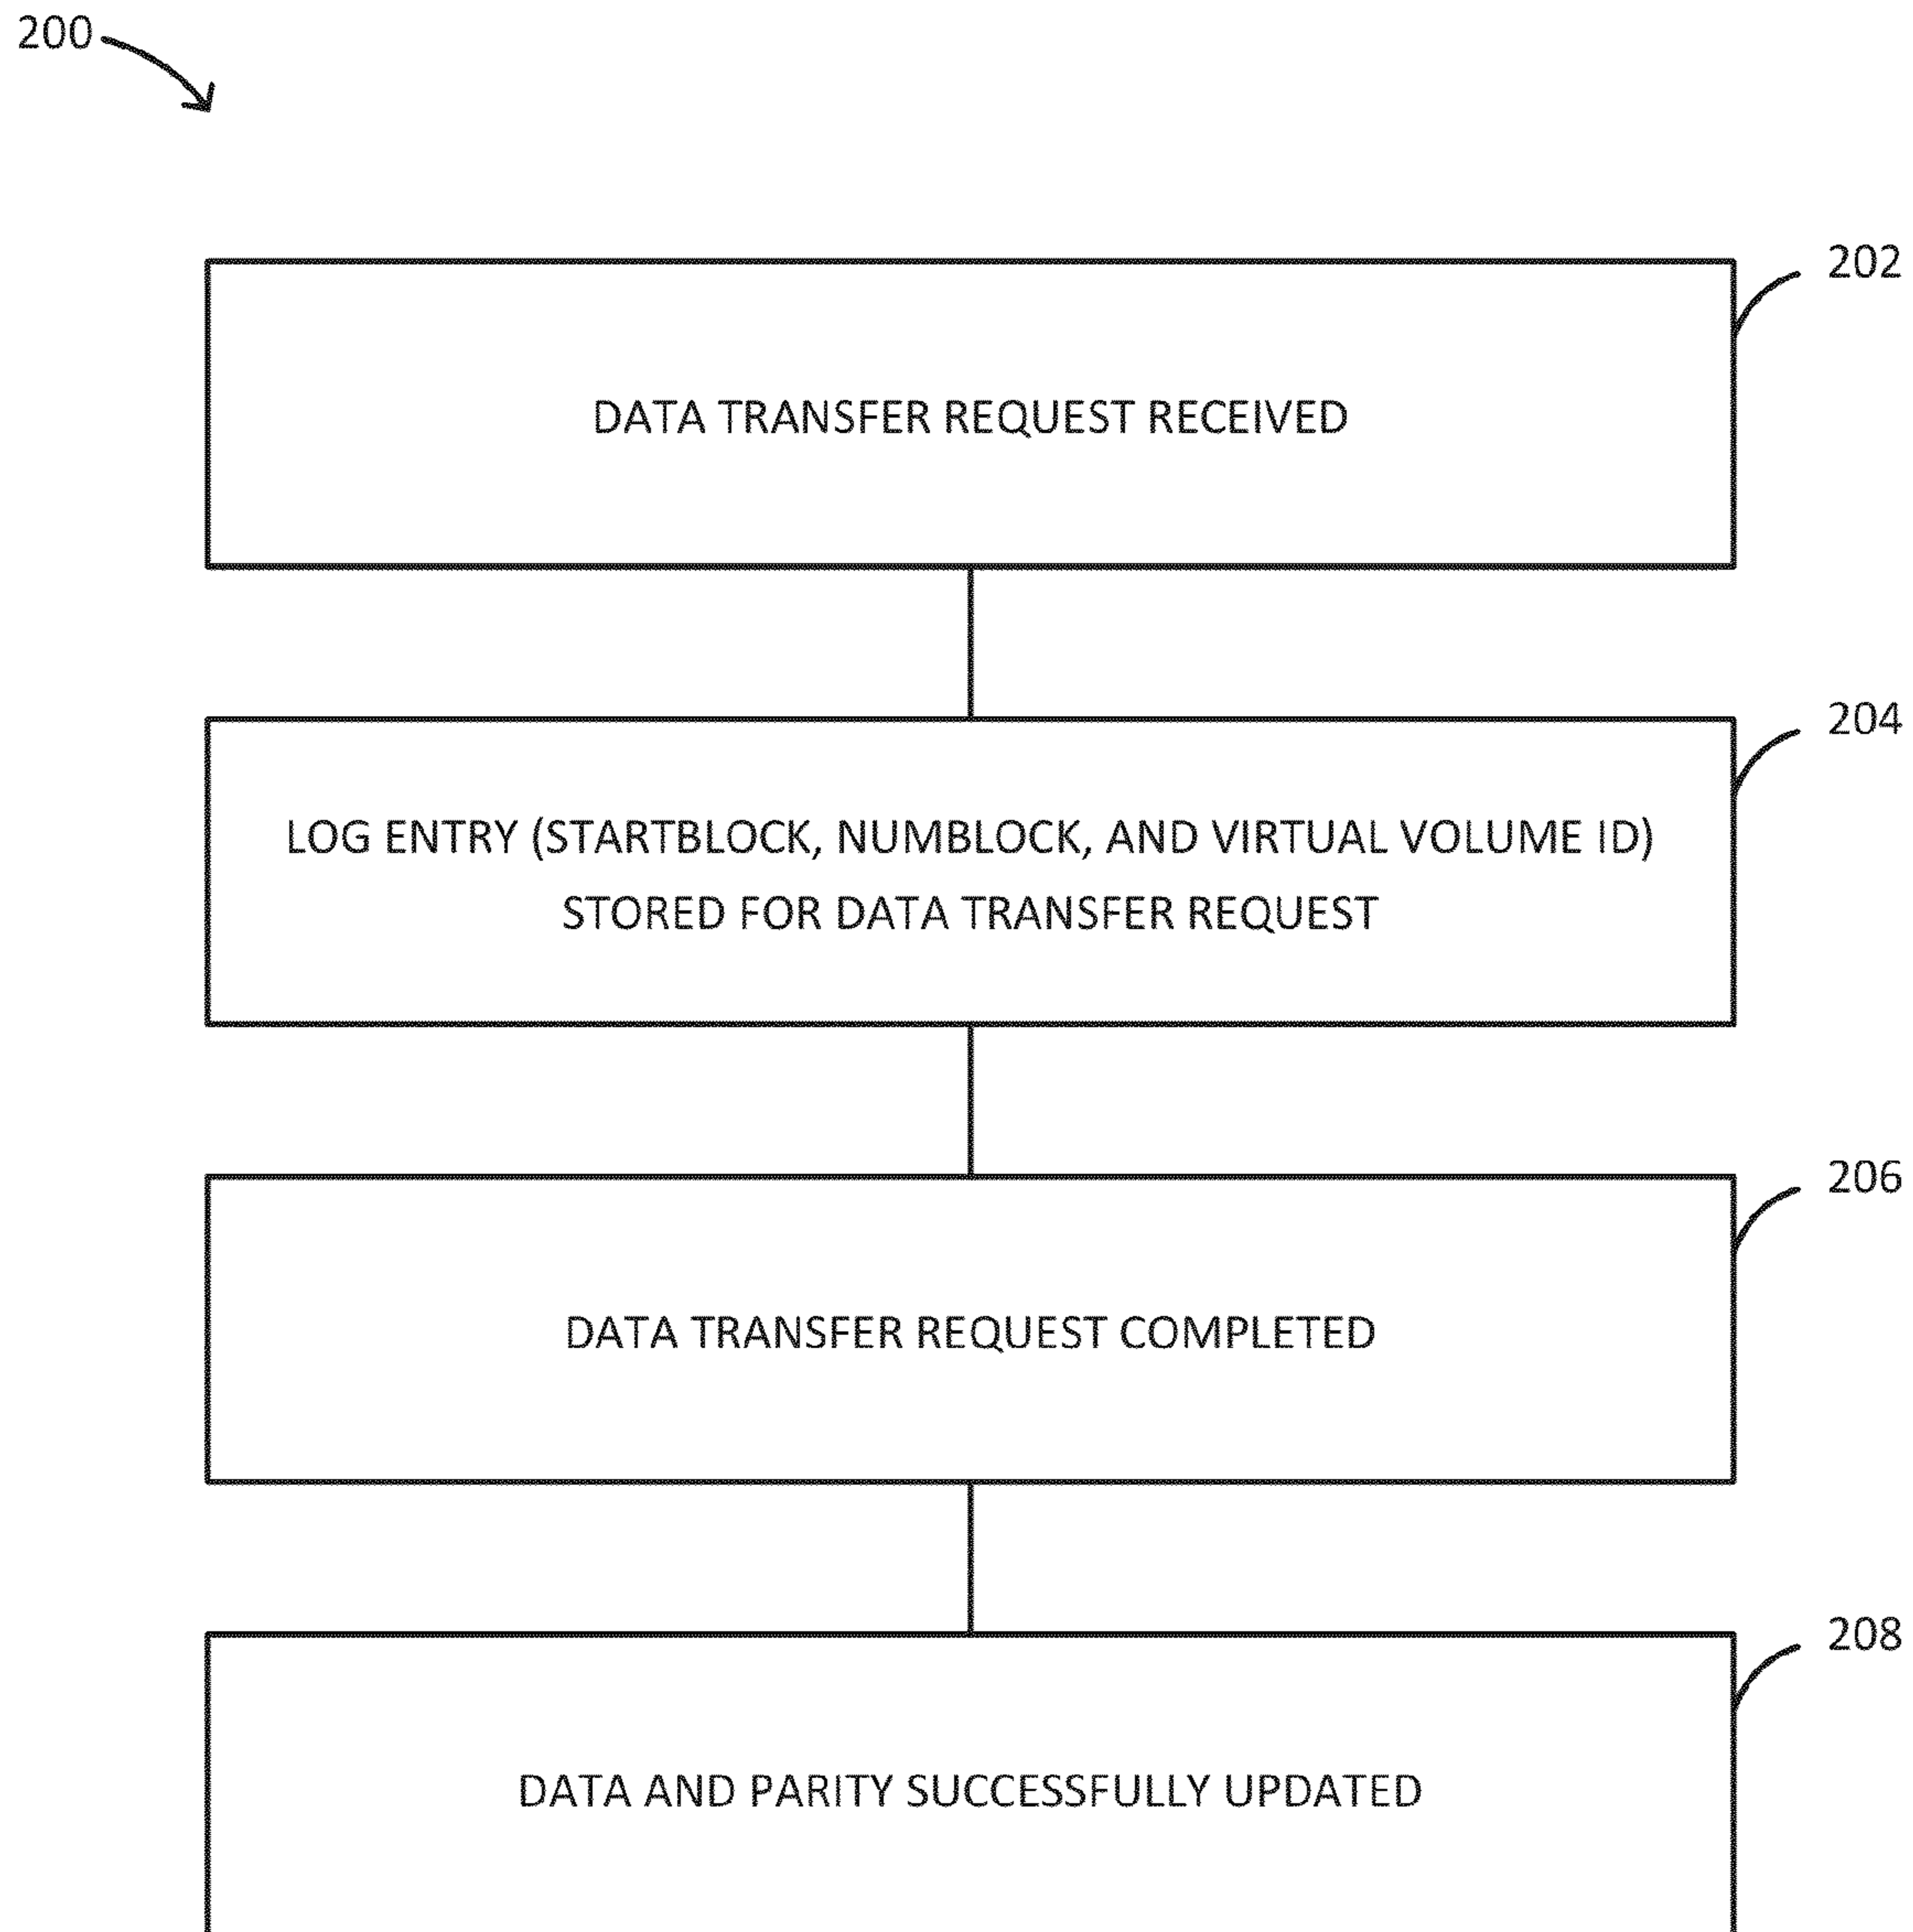 200
202
DATA TRANSFER REQUEST RECEIVED
204
LOG ENTRY (STARTBLOCK, NUMBLOCK, AND VIRTUAL VOLUME ID)
STORED FOR DATA TRANSFER REQUEST
206
DATA TRANSFER REQUEST COMPLETED
208
DATA AND PARITY SUCCESSFULLY UPDATED